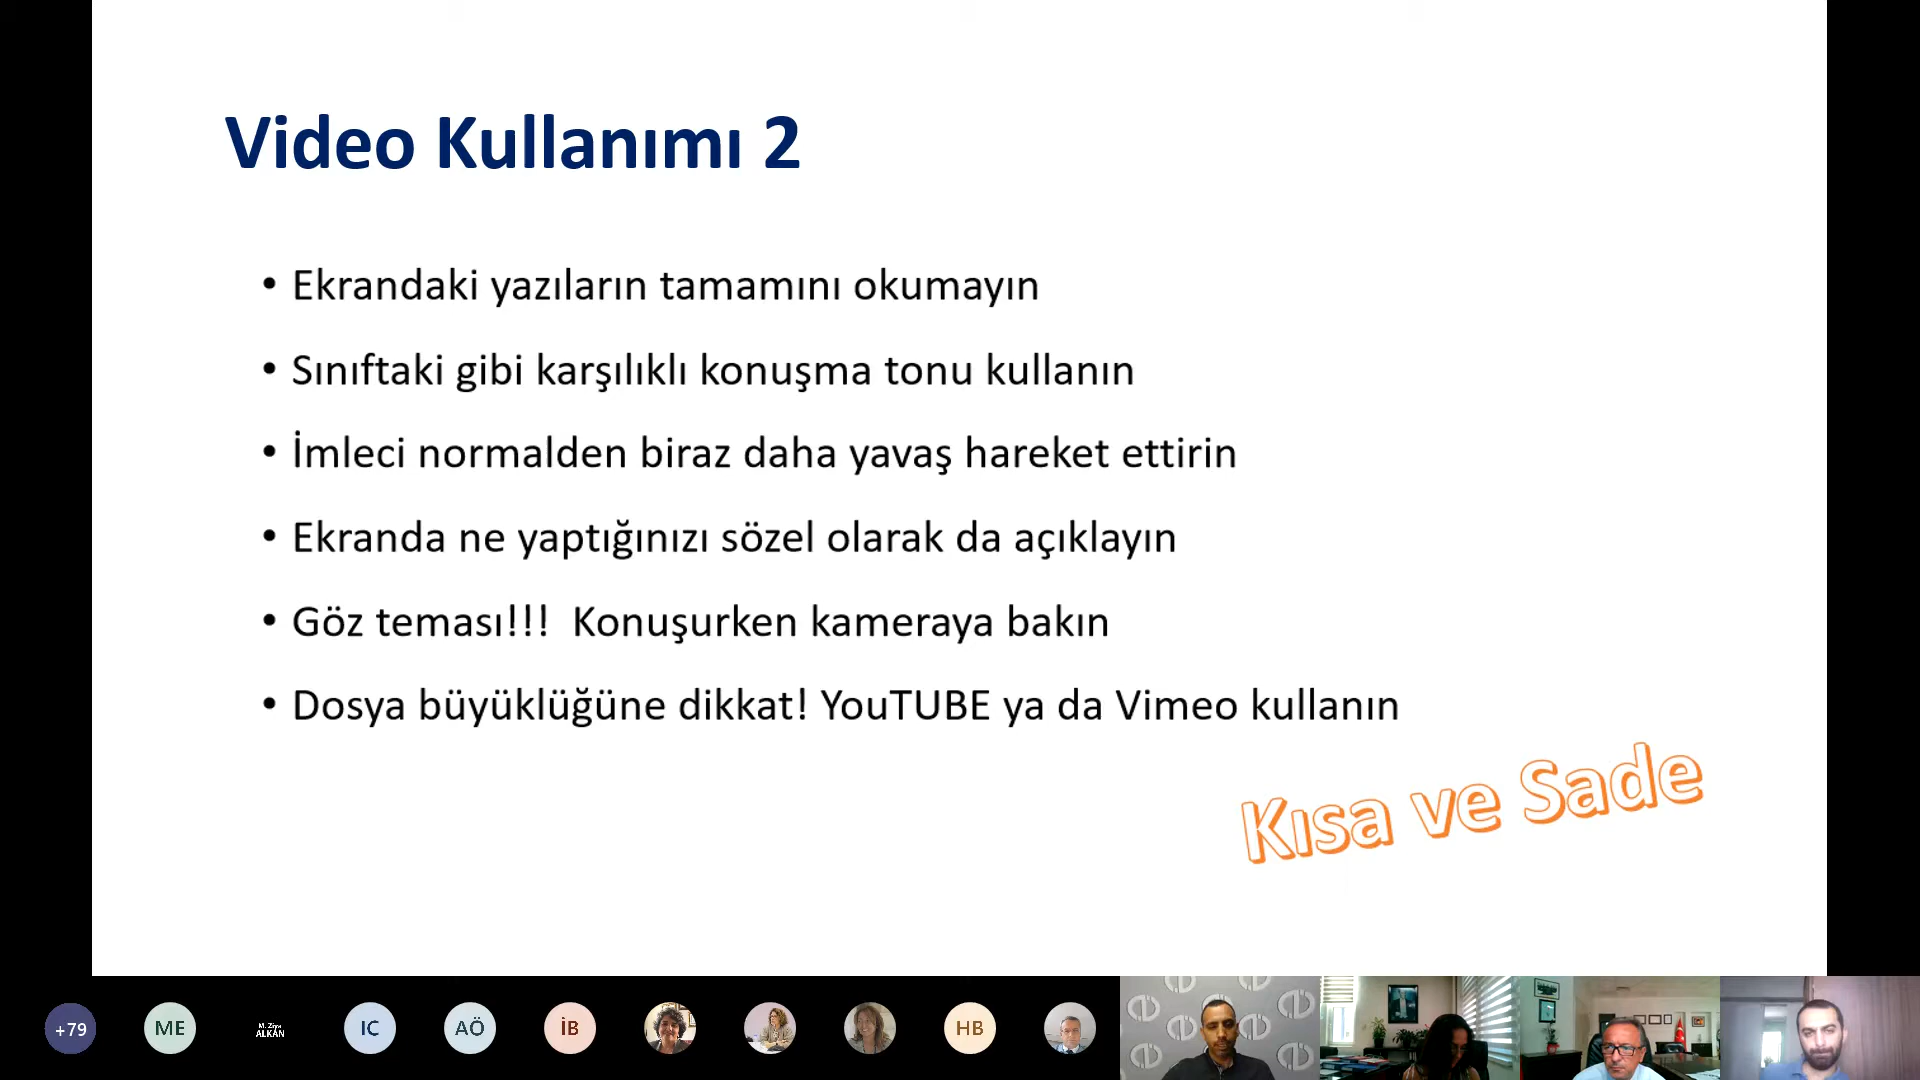 Video Kullanımı 2
• Ekrandaki yazıların tamamını okumayın
• Sınıftaki gibi karşılıklı konuşma tonu kullanın
• İmleci normalden biraz daha yavaş hareket ettirin
• Ekranda ne yaptığınızı sözel olarak da açıklayın
• Göz teması!!!  Konuşurken kameraya bakın
• Dosya büyüklüğüne dikkat! YouTUBE ya da Vimeo kullanın
Kısa ve Sade
+79
ME
M. Ziya
ALKAN
IC
AÖ
İB
HB